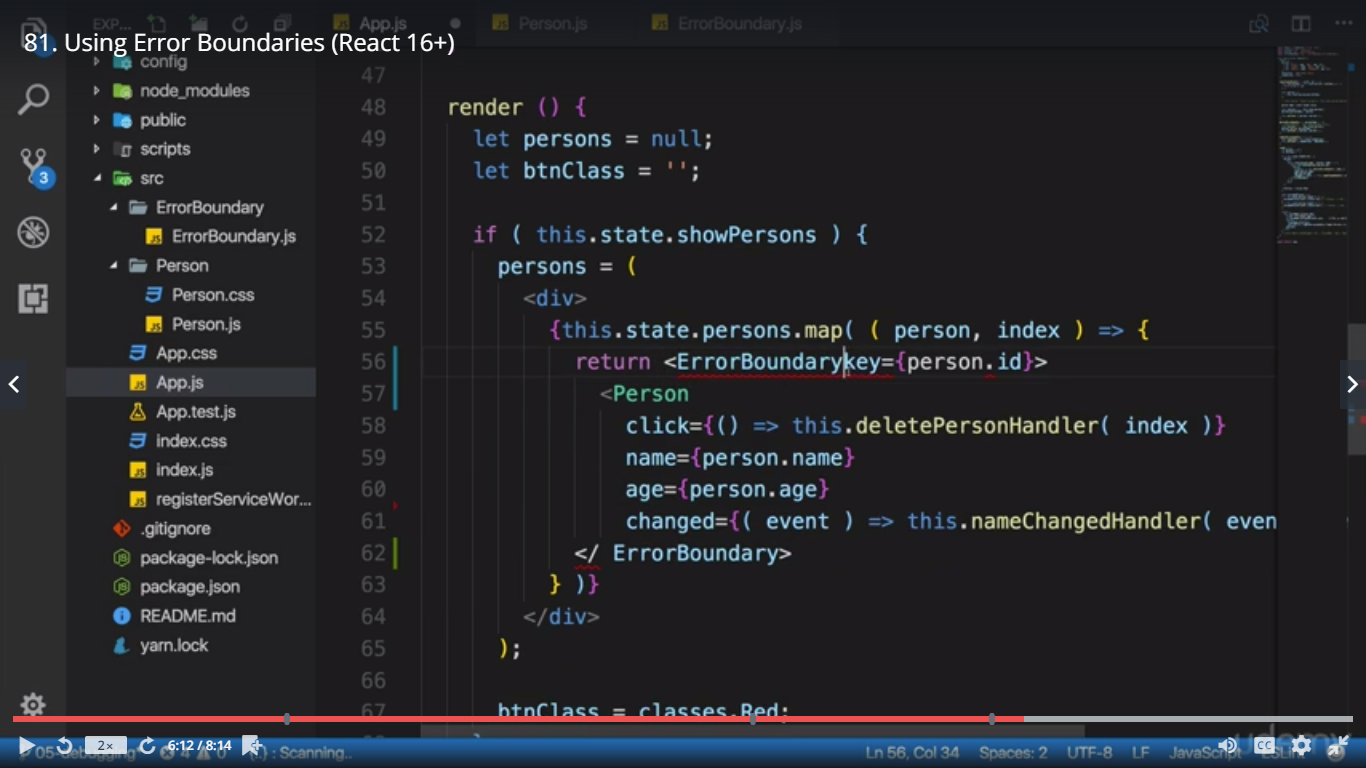 81. Using Error Boundaries (React 16+)
EXP...
App.js
Person.js
ErrorBoundary.js
config
node_modules
public
scripts
src
ErrorBoundary
ErrorBoundary.js
Person
Person.css
Person.js
App.css
App.js
App.test.js
index.css
index.js
registerServiceWor...
.gitignore
package-lock.json
package.json
README.md
yarn.lock
3
47
48 render () {
49 let persons = null;
50 let btnClass = '';
51
52 if ( this.state.showPersons ) {
53 persons = (
54 <div>
55 {this.state.persons.map( ( person, index ) => {
56 return <ErrorBoundarykey={person.id}>
57 <Person
58 click={() => this.deletePersonHandler( index )}
59 name={person.name}
60 age={person.age}
61 changed={( event ) => this.nameChangedHandler( even
62 </ ErrorBoundary>
63 } )}
64 </div>
65 );
66
67 btnClass = classes.Red;
2×
6:12 / 8:14
05-debugging*
4
0
: Scanning..
Ln 56, Col 34
Spaces: 2
UTF-8
LF
JavaScript
ESLint
CC
udemy